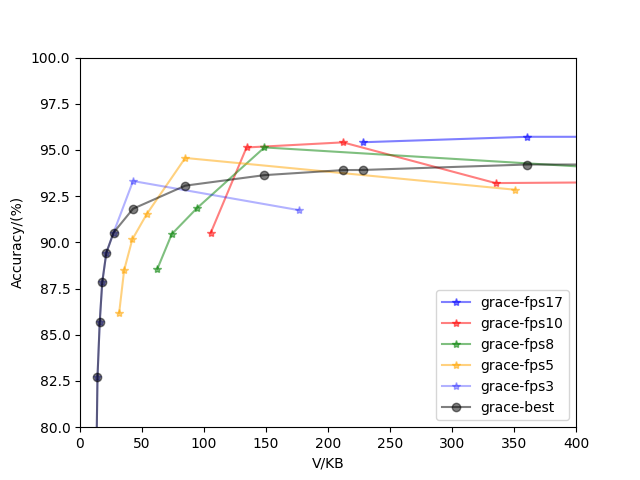 100.0
97.5
95.0
92.5
90.0
87.5
85.0
82.5
80.0
Accuracy/(%)
0 50 100 150 200 250 300 350 400
V/KB
grace-fps17
grace-fps10
grace-fps8
grace-fps5
grace-fps3
grace-best